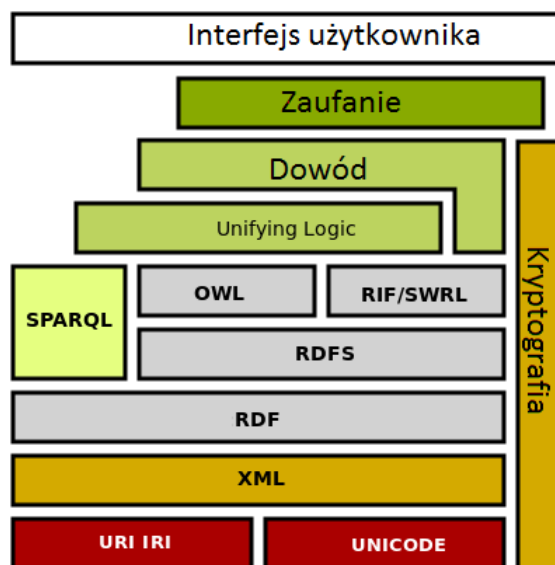 Interfejs użytkownika
Zaufanie
Dowód
Unifying Logic
OWL
RIF/SWRL
SPARQL
RDFS
RDF
XML
URI IRI
UNICODE
Kryptografia